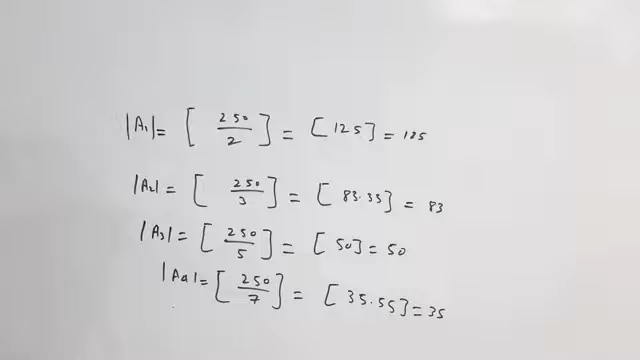 |A₁| = [ 250/2 ] = [125] = 125
|A₂| = [ 250/3 ] = [83.33] = 83
|A₃| = [ 250/5 ] = [50] = 50
|A₄| = [ 250/7 ] = [35.55] = 35